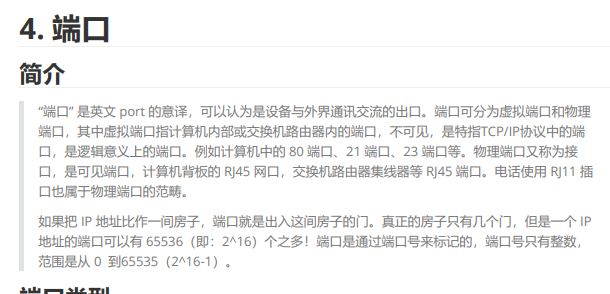 4. 端口
简介
“端口” 是英文 port 的意译，可以认为是设备与外界通讯交流的出口。端口可分为虚拟端口和物理
端口，其中虚拟端口指计算机内部或交换机路由器内的端口，不可见，是特指TCP/IP协议中的端
口，是逻辑意义上的端口。例如计算机中的 80 端口、21 端口、23 端口等。物理端口又称为接
口，是可见端口，计算机背板的 RJ45 网口，交换机路由器集线器等 RJ45 端口。电话使用 RJ11 插
口也属于物理端口的范畴。
如果把 IP 地址比作一间房子，端口就是出入这间房子的门。真正的房子只有几个门，但是一个 IP
地址的端口可以有 65536（即：2^16）个之多！端口是通过端口号来标记的，端口号只有整数，
范围是从 0 到65535（2^16-1）。
端口类型